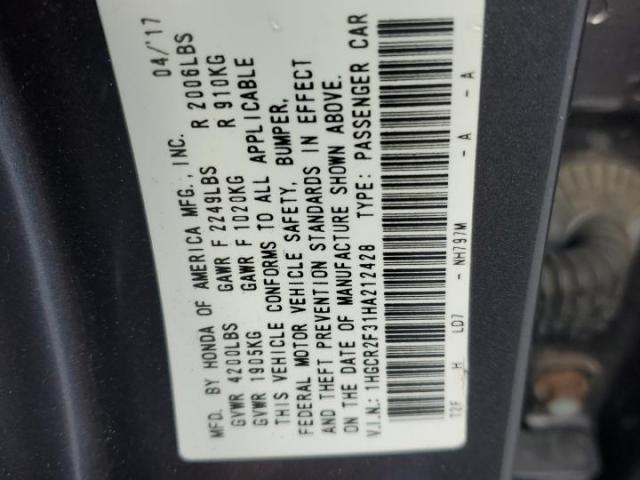 MFD. BY HONDA OF AMERICA MFG., INC. 04/'17
GVWR 4200LBS GAWR F 2249LBS R 2006LBS
GVWR 1905KG GAWR F 1020KG R 910KG
THIS VEHICLE CONFORMS TO ALL APPLICABLE
FEDERAL MOTOR VEHICLE SAFETY, BUMPER,
AND THEFT PREVENTION STANDARDS IN EFFECT
ON THE DATE OF MANUFACTURE SHOWN ABOVE.
V.I.N.: 1HGCR2F31HA212428 TYPE: PASSENGER CAR
T2F H LD7 - NH797M - A - A